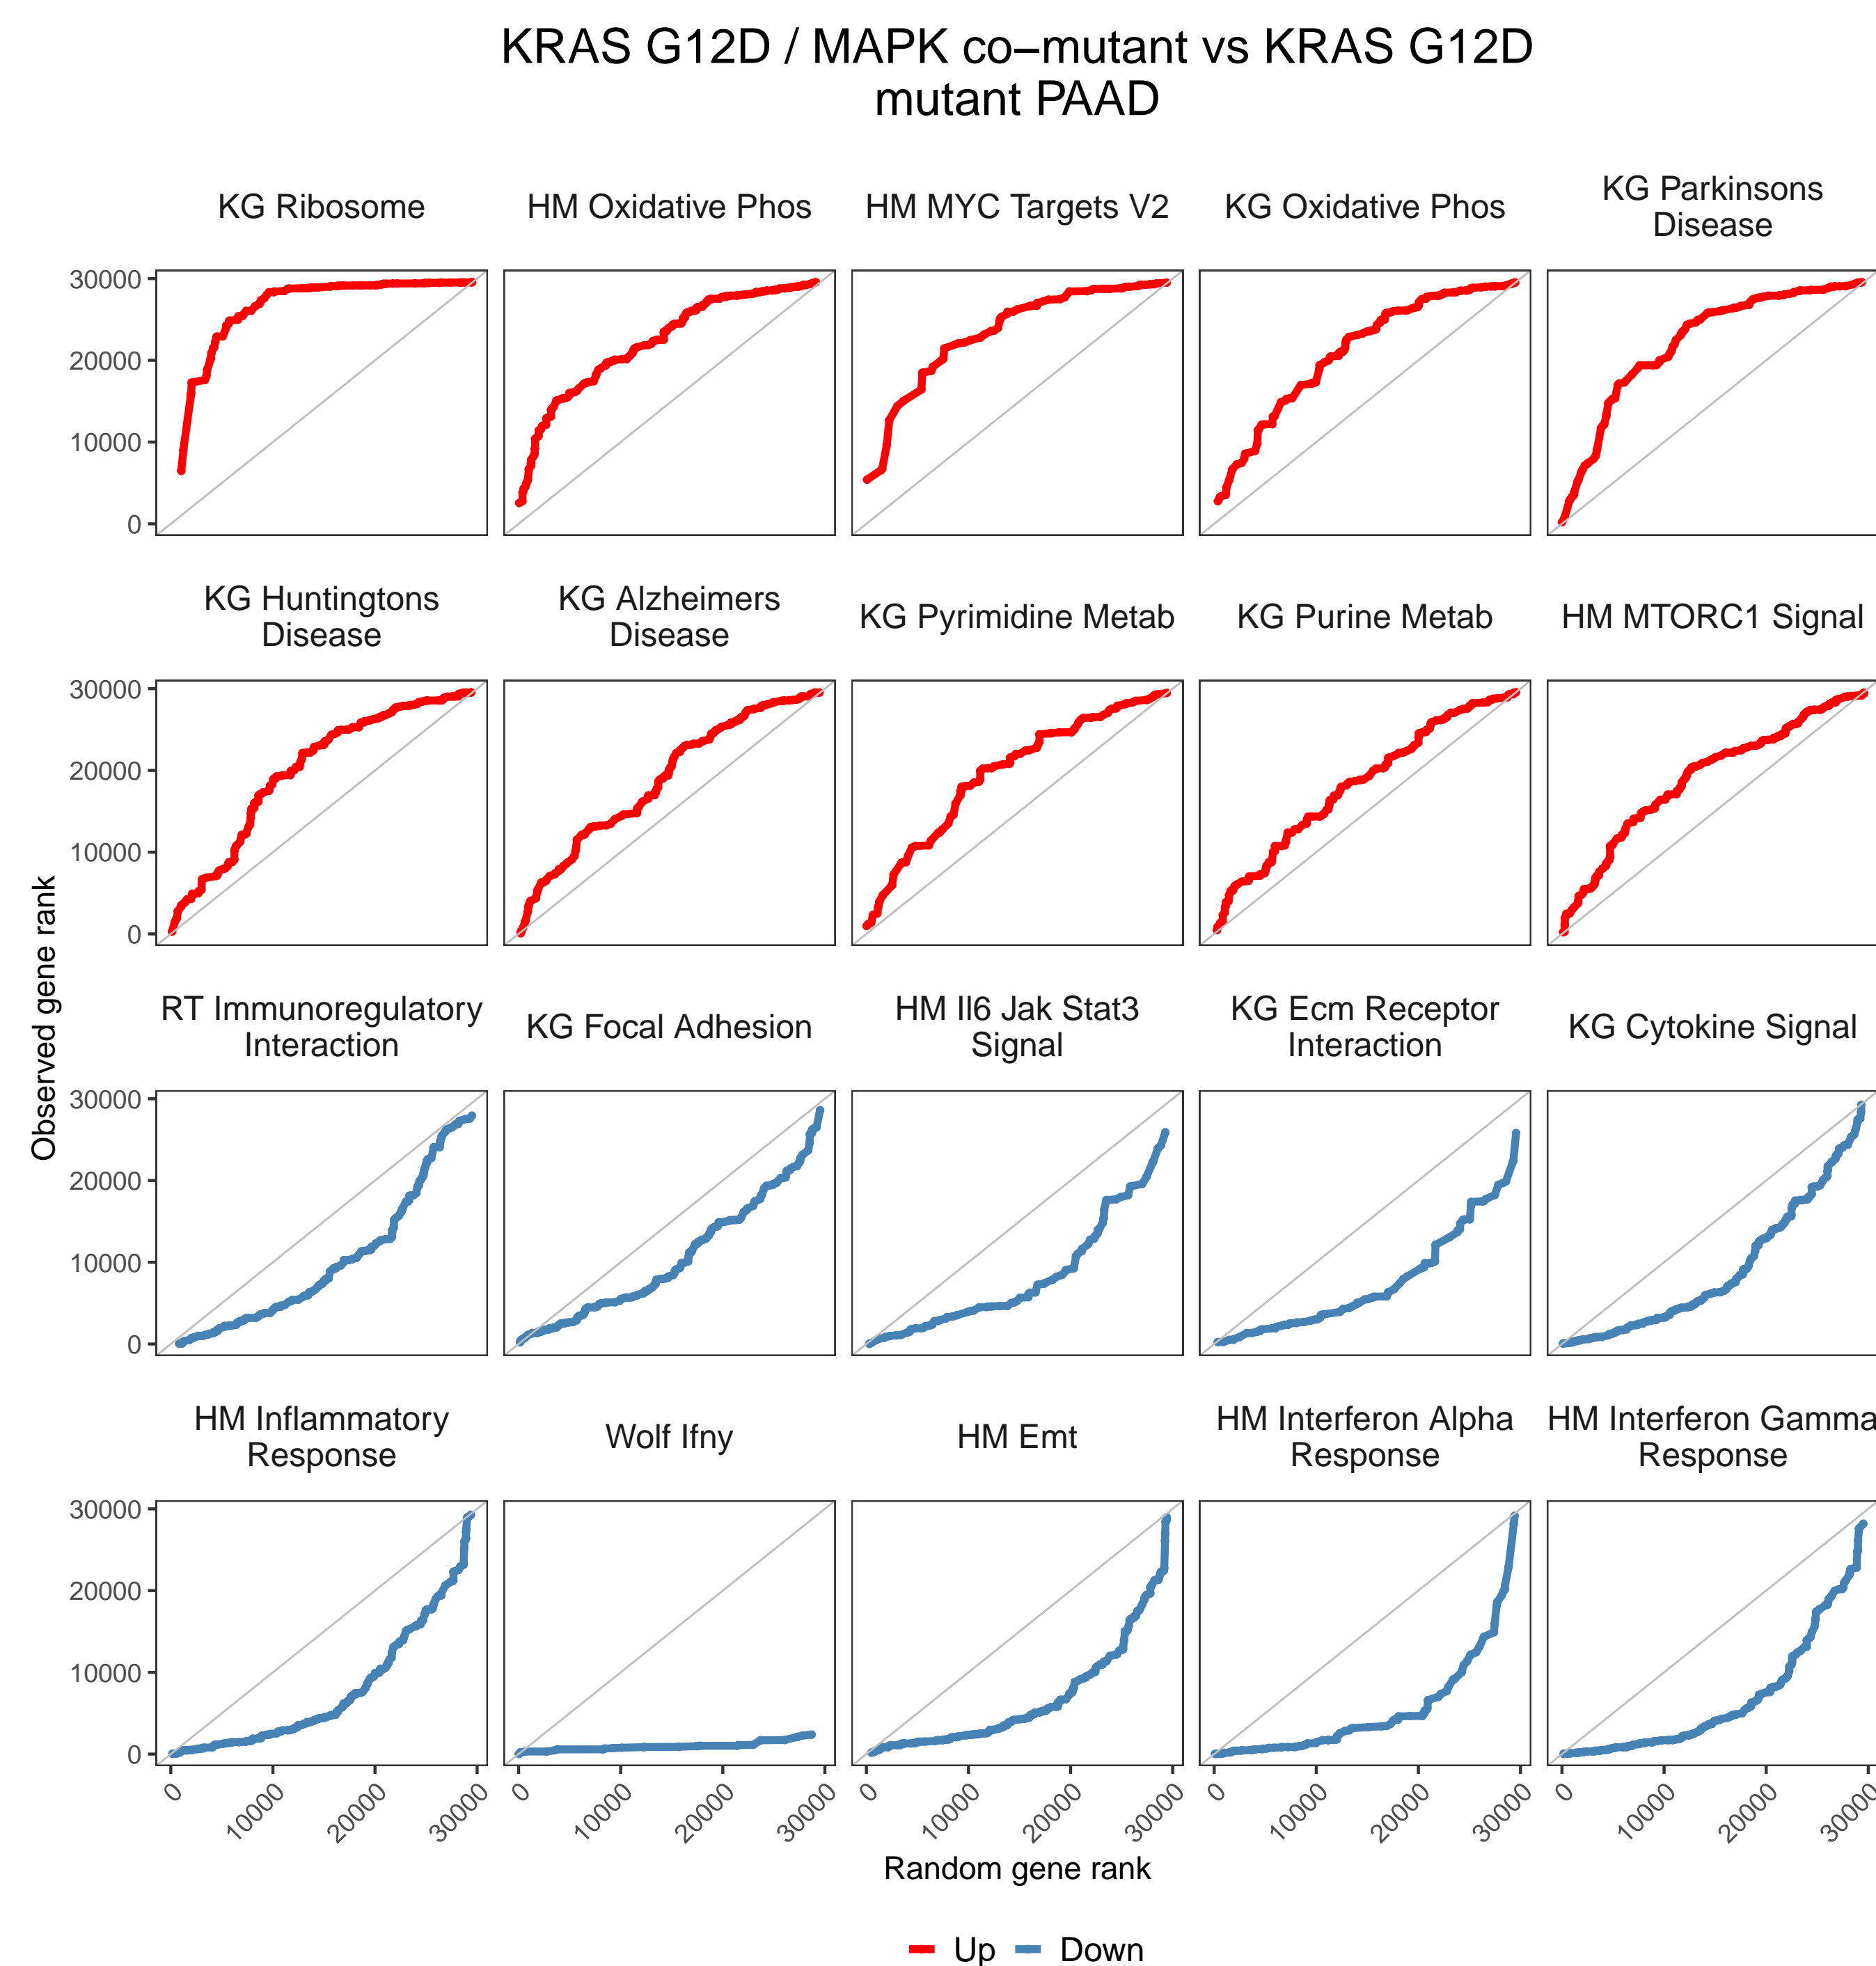 KRAS G12D / MAPK co–mutant vs KRAS G12D
mutant PAAD
KG Ribosome
HM Oxidative Phos
HM MYC Targets V2
KG Oxidative Phos
KG Parkinsons
Disease
30000
20000
10000
0
KG Huntingtons
Disease
KG Alzheimers
Disease
KG Pyrimidine Metab
KG Purine Metab
HM MTORC1 Signal
30000
20000
10000
0
Observed gene rank
RT Immunoregulatory
Interaction
KG Focal Adhesion
HM Il6 Jak Stat3
Signal
KG Ecm Receptor
Interaction
KG Cytokine Signal
30000
20000
10000
0
HM Inflammatory
Response
Wolf Ifny
HM Emt
HM Interferon Alpha
Response
HM Interferon Gamma
Response
30000
20000
10000
0
0 10000 20000 30000
0 10000 20000 30000
0 10000 20000 30000
0 10000 20000 30000
0 10000 20000 30000
Random gene rank
Up Down